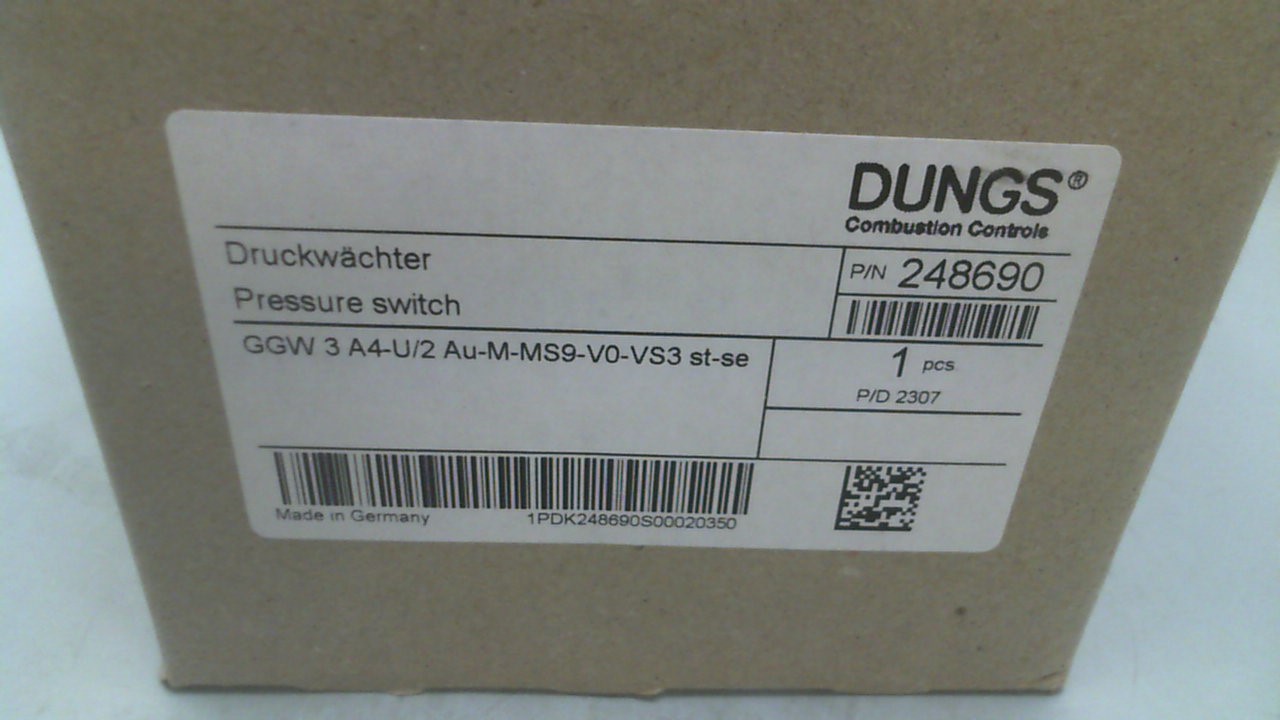 DUNGS®
Combustion Controls
Druckwächter
Pressure switch
P/N 248690
GGW 3 A4-U/2 Au-M-MS9-V0-VS3 st-se
1 pcs
P/D 2307
Made in Germany
1PDK248690S00020350